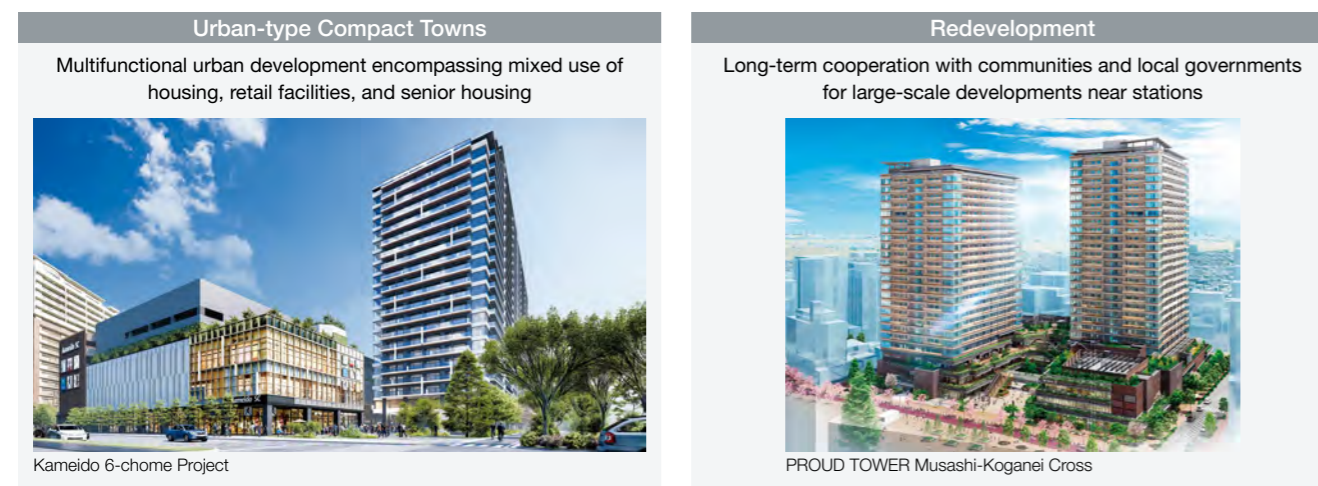 Urban-type Compact Towns
Multifunctional urban development encompassing mixed use of
housing, retail facilities, and senior housing
Kameido SC
Kameido 6-chome Project
Redevelopment
Long-term cooperation with communities and local governments
for large-scale developments near stations
PROUD TOWER Musashi-Koganei Cross